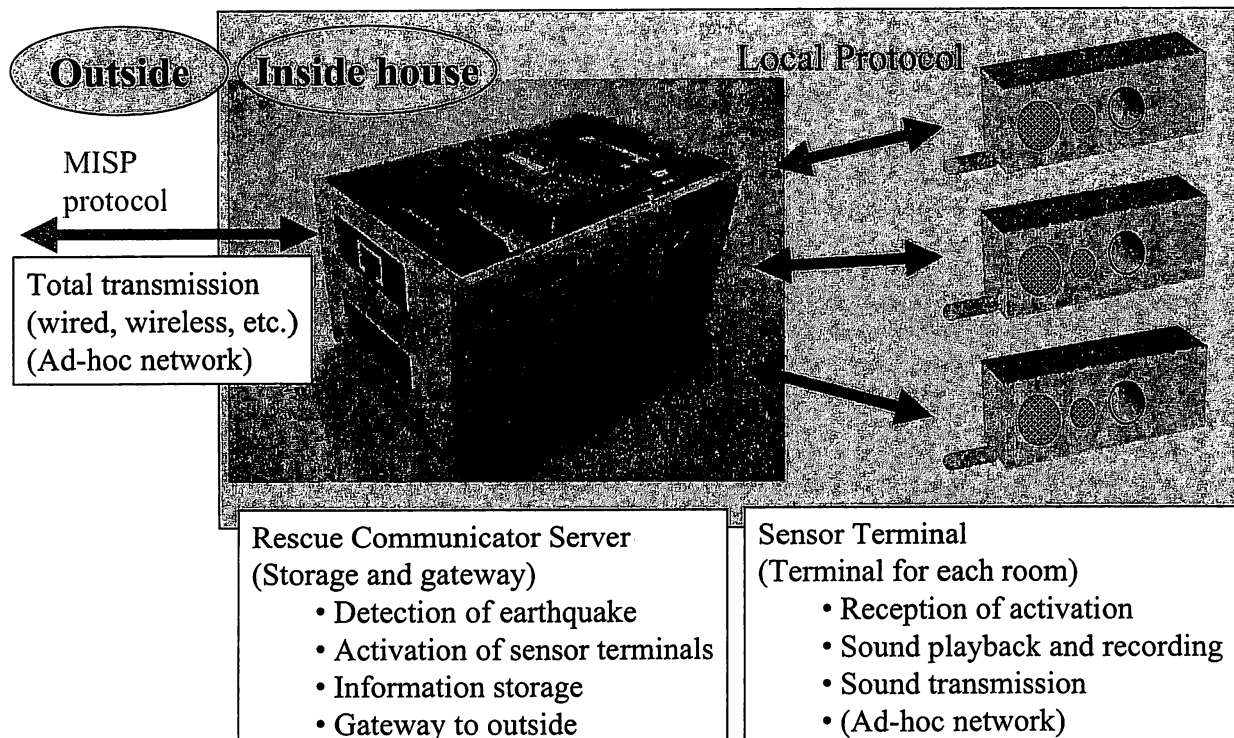 Outside
Inside house
Local Protocol
MISP
protocol
Total transmission
(wired, wireless, etc.)
(Ad-hoc network)
Rescue Communicator Server
(Storage and gateway)
• Detection of earthquake
• Activation of sensor terminals
• Information storage
• Gateway to outside
Sensor Terminal
(Terminal for each room)
• Reception of activation
• Sound playback and recording
• Sound transmission
• (Ad-hoc network)